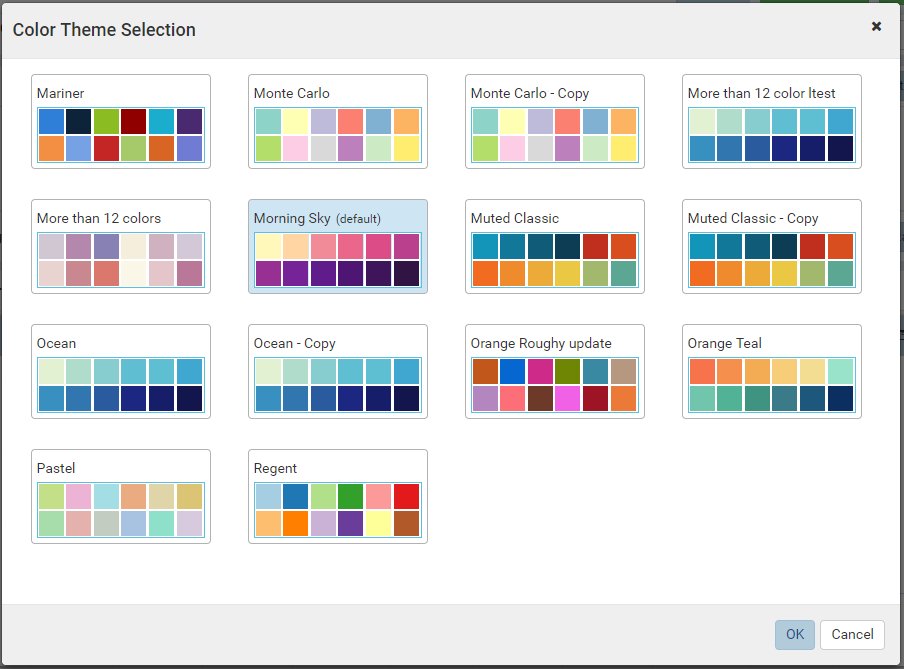 Color Theme Selection
Mariner
Monte Carlo
Monte Carlo - Copy
More than 12 color ltest
More than 12 colors
Morning Sky (default)
Muted Classic
Muted Classic - Copy
Ocean
Ocean - Copy
Orange Roughy update
Orange Teal
Pastel
Regent
OK
Cancel